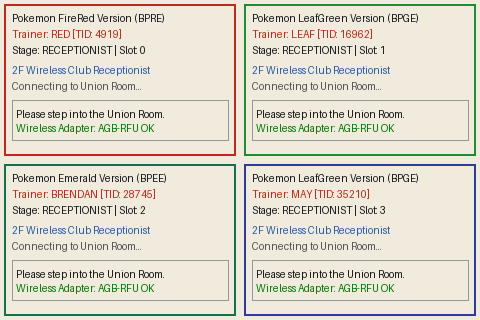 Pokemon FireRed Version (BPRE)
Trainer: RED [TID: 4919]
Stage: RECEPTIONIST | Slot: 0
2F Wireless Club Receptionist
Connecting to Union Room...
Please step into the Union Room.
Wireless Adapter: AGB-RFU OK
Pokemon LeafGreen Version (BPGE)
Trainer: LEAF [TID: 16962]
Stage: RECEPTIONIST | Slot: 1
2F Wireless Club Receptionist
Connecting to Union Room...
Please step into the Union Room.
Wireless Adapter: AGB-RFU OK
Pokemon Emerald Version (BPEE)
Trainer: BRENDAN [TID: 28745]
Stage: RECEPTIONIST | Slot: 2
2F Wireless Club Receptionist
Connecting to Union Room...
Please step into the Union Room.
Wireless Adapter: AGB-RFU OK
Pokemon LeafGreen Version (BPGE)
Trainer: MAY [TID: 35210]
Stage: RECEPTIONIST | Slot: 3
2F Wireless Club Receptionist
Connecting to Union Room...
Please step into the Union Room.
Wireless Adapter: AGB-RFU OK